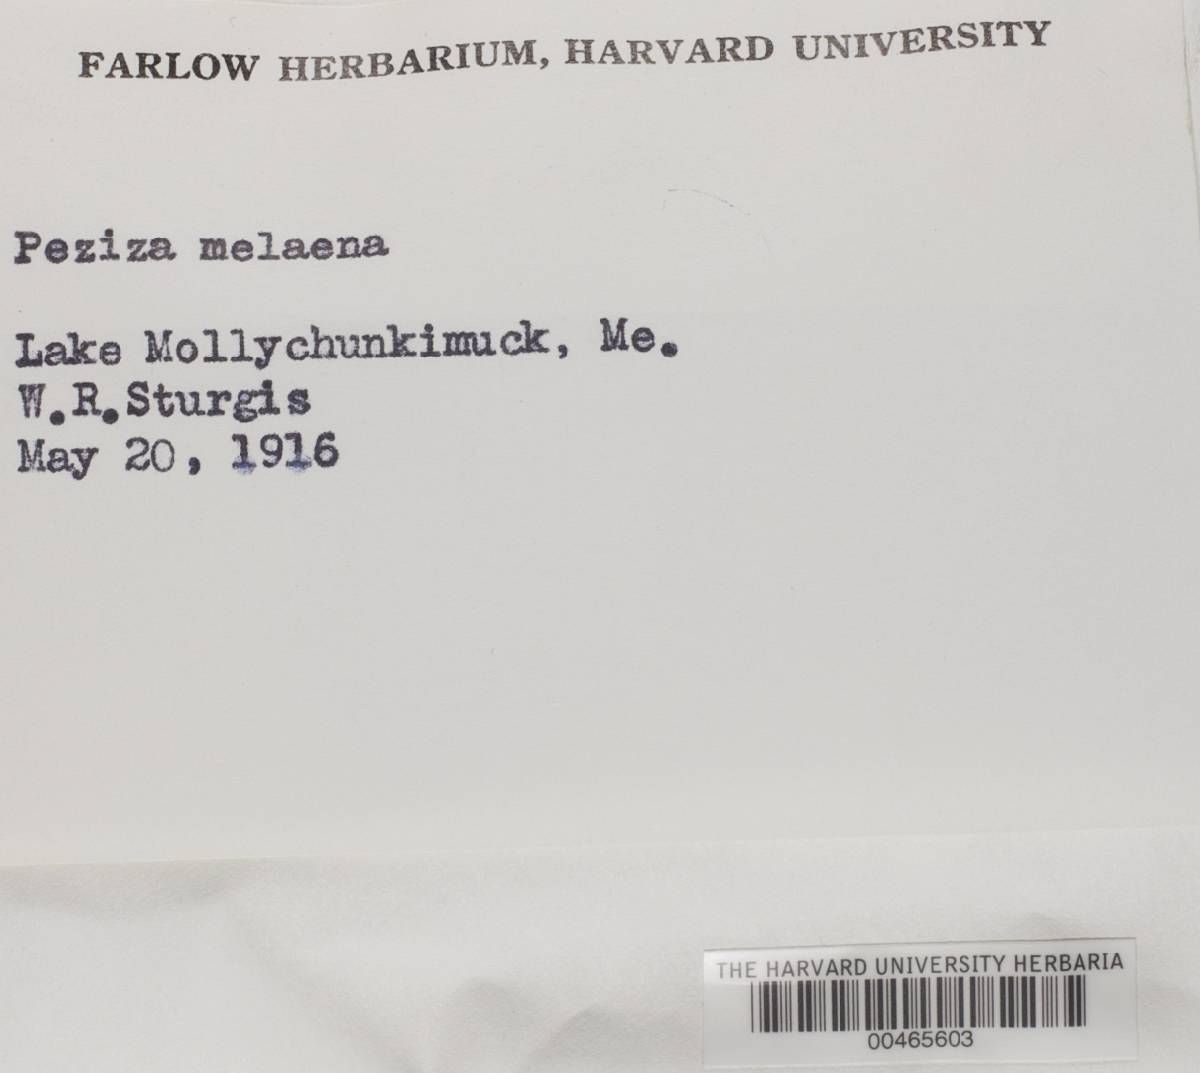 FARLOW HERBARIUM, HARVARD UNIVERSITY
Peziza melaena
Lake Mollychunkimuck, Me.
W.R.Sturgis
May 20, 1916
THE HARVARD UNIVERSITY HERBARIA
00465603